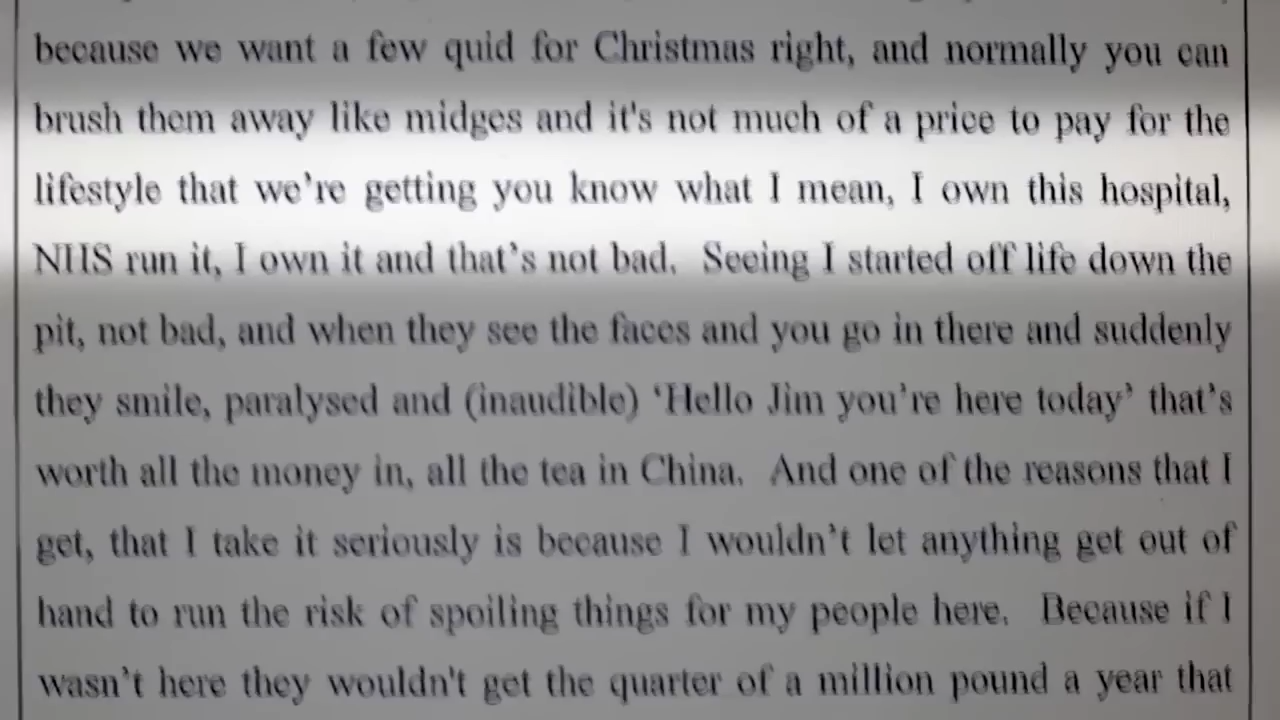 because we want a few quid for Christmas right, and normally you can
brush them away like midges and it's not much of a price to pay for the
lifestyle that we're getting you know what I mean, I own this hospital,
NHS run it, I own it and that's not bad. Seeing I started off life down the
pit, not bad, and when they see the faces and you go in there and suddenly
they smile, paralysed and (inaudible) ‘Hello Jim you’re here today’ that’s
worth all the money in, all the tea in China. And one of the reasons that I
get, that I take it seriously is because I wouldn’t let anything get out of
hand to run the risk of spoiling things for my people here. Because if I
wasn’t here they wouldn't get the quarter of a million pound a year that